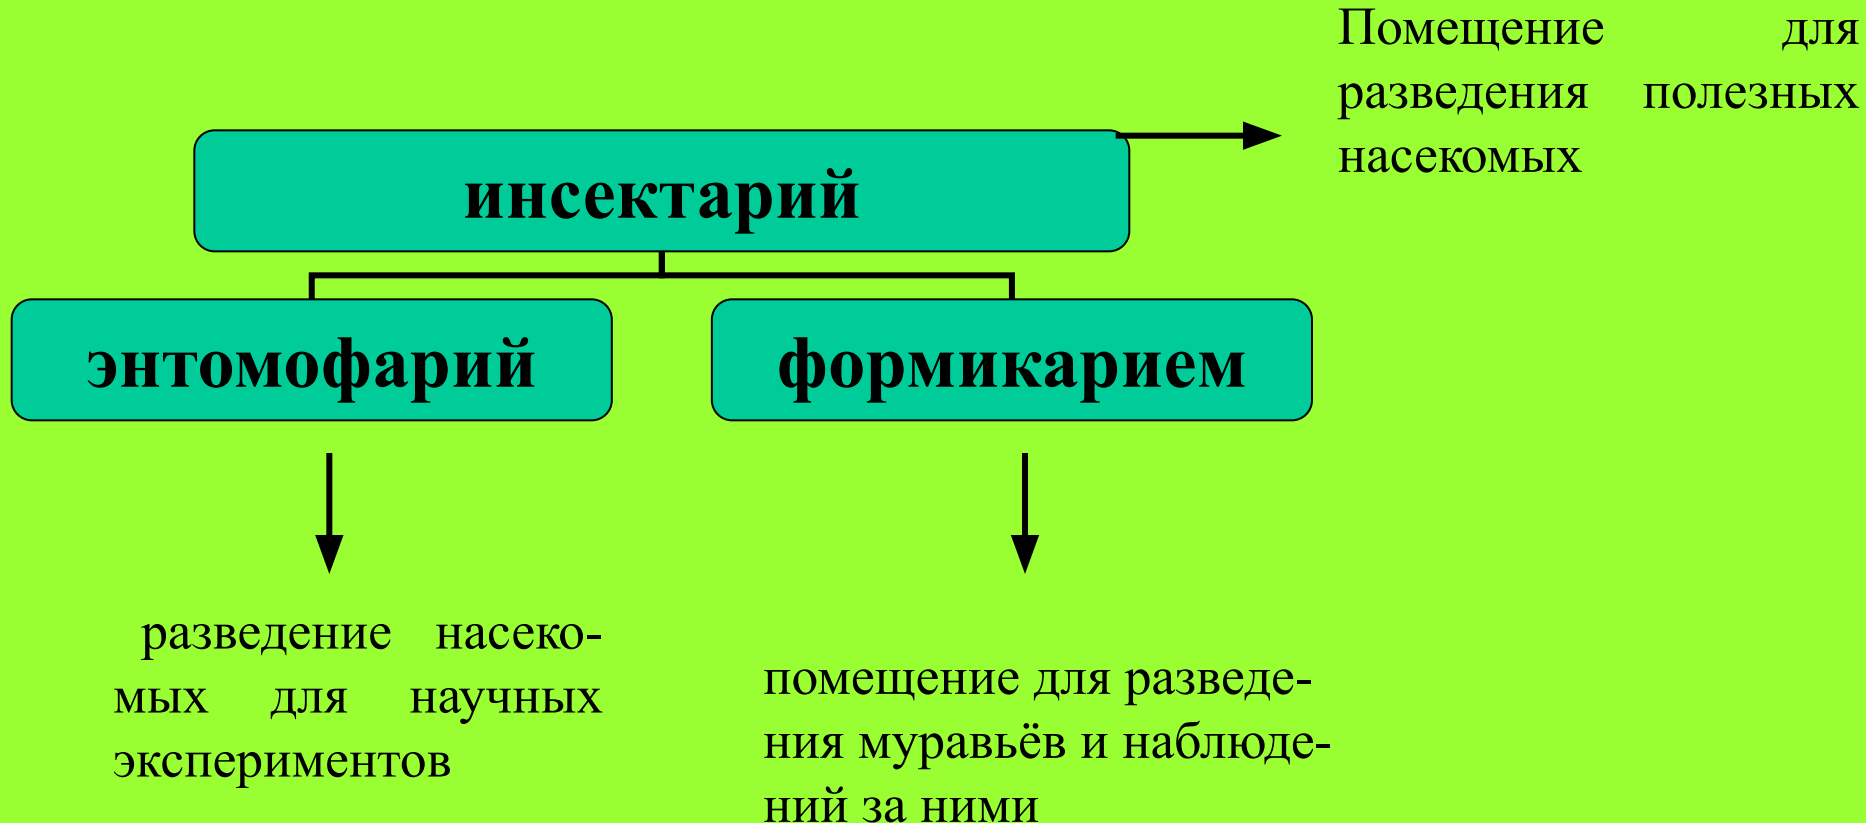 Помещение для
разведения полезных
насекомых
инсектарий
энтомофарий
формикарием
разведение насеко-
мых для научных
экспериментов
помещение для разведе-
ния муравьёв и наблюде-
ний за ними